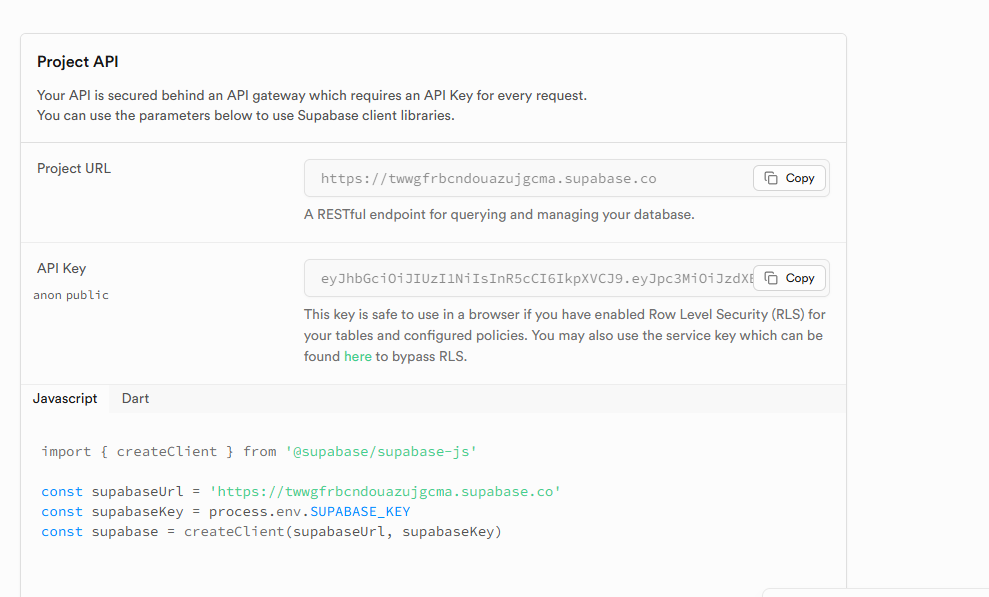 Project API
Your API is secured behind an API gateway which requires an API Key for every request.
You can use the parameters below to use Supabase client libraries.
Project URL
https://twwgfrbcndouazujgcma.supabase.co
Copy
A RESTful endpoint for querying and managing your database.
API Key
anon public
eyJhbGciOiJIUzI1NiIsInR5cCI6IkpXVCJ9.eyJpc3MiOiJzdXB
Copy
This key is safe to use in a browser if you have enabled Row Level Security (RLS) for
your tables and configured policies. You may also use the service key which can be
found here to bypass RLS.
Javascript Dart
import { createClient } from '@supabase/supabase-js'
const supabaseUrl = 'https://twwgfrbcndouazujgcma.supabase.co'
const supabaseKey = process.env.SUPABASE_KEY
const supabase = createClient(supabaseUrl, supabaseKey)